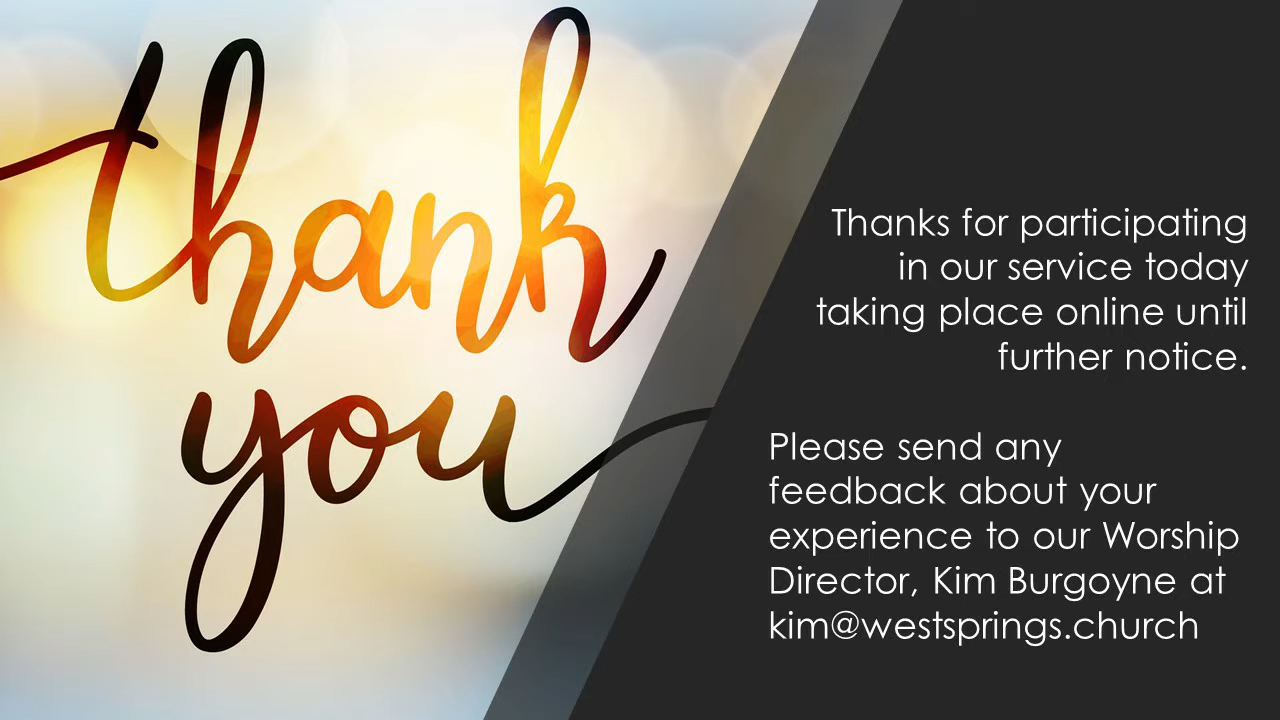 thank
you
Thanks for participating
in our service today
taking place online until
further notice.
Please send any
feedback about your
experience to our Worship
Director, Kim Burgoyne at
kim@westsprings.church